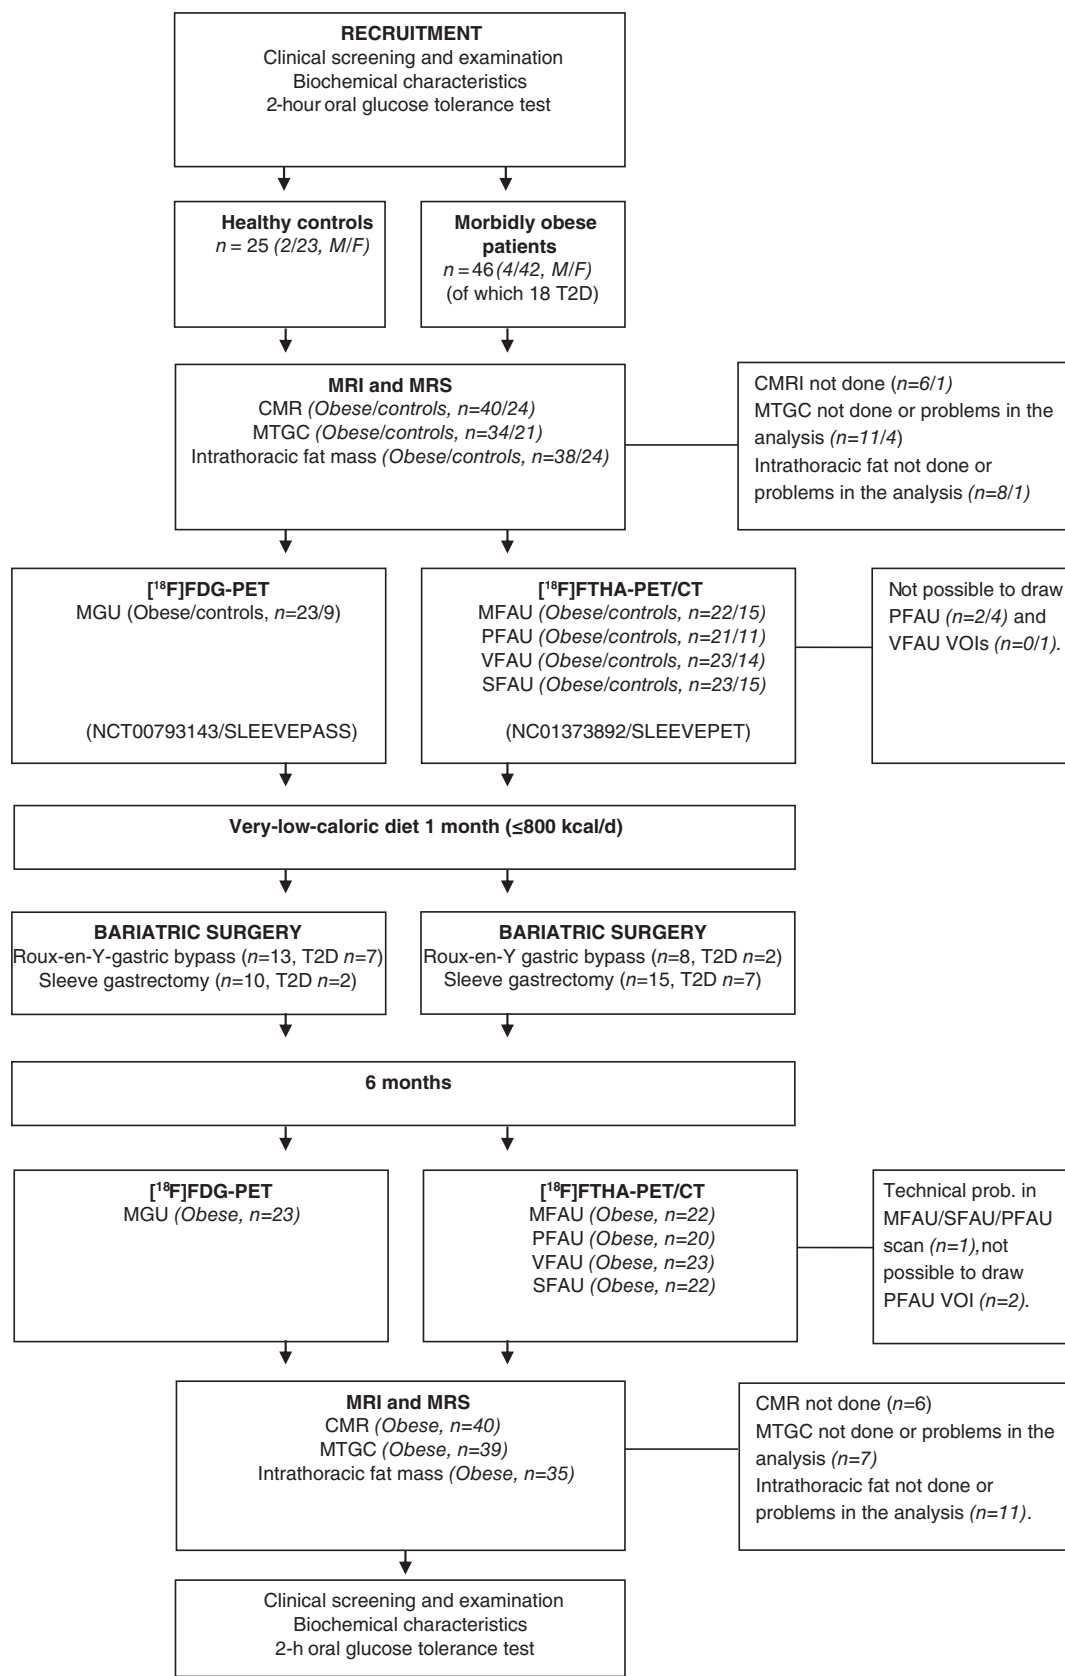 RECRUITMENT
Clinical screening and examination
Biochemical characteristics
2-hour oral glucose tolerance test
Healthy controls
n = 25 (2/23, M/F)
Morbidly obese
patients
n = 46 (4/42, M/F)
(of which 18 T2D)
MRI and MRS
CMR (Obese/controls, n=40/24)
MTGC (Obese/controls, n=34/21)
Intrathoracic fat mass (Obese/controls, n=38/24)
CMRI not done (n=6/1)
MTGC not done or problems in the
analysis (n=11/4)
Intrathoracic fat not done or
problems in the analysis (n=8/1)
[¹⁸F]FDG-PET
MGU (Obese/controls, n=23/9)
(NCT00793143/SLEEVEPASS)
[¹⁸F]FTHA-PET/CT
MFAU (Obese/controls, n=22/15)
PFAU (Obese/controls, n=21/11)
VFAU (Obese/controls, n=23/14)
SFAU (Obese/controls, n=23/15)
(NC01373892/SLEEVEPET)
Not possible to draw
PFAU (n=2/4) and
VFAU VOIs (n=0/1).
Very-low-caloric diet 1 month (≤800 kcal/d)
BARIATRIC SURGERY
Roux-en-Y-gastric bypass (n=13, T2D n=7)
Sleeve gastrectomy (n=10, T2D n=2)
BARIATRIC SURGERY
Roux-en-Y gastric bypass (n=8, T2D n=2)
Sleeve gastrectomy (n=15, T2D n=7)
6 months
[¹⁸F]FDG-PET
MGU (Obese, n=23)
[¹⁸F]FTHA-PET/CT
MFAU (Obese, n=22)
PFAU (Obese, n=20)
VFAU (Obese, n=23)
SFAU (Obese, n=22)
Technical prob. in
MFAU/SFAU/PFAU
scan (n=1),not
possible to draw
PFAU VOI (n=2).
MRI and MRS
CMR (Obese, n=40)
MTGC (Obese, n=39)
Intrathoracic fat mass (Obese, n=35)
CMR not done (n=6)
MTGC not done or problems in the
analysis (n=7)
Intrathoracic fat not done or
problems in the analysis (n=11).
Clinical screening and examination
Biochemical characteristics
2-h oral glucose tolerance test